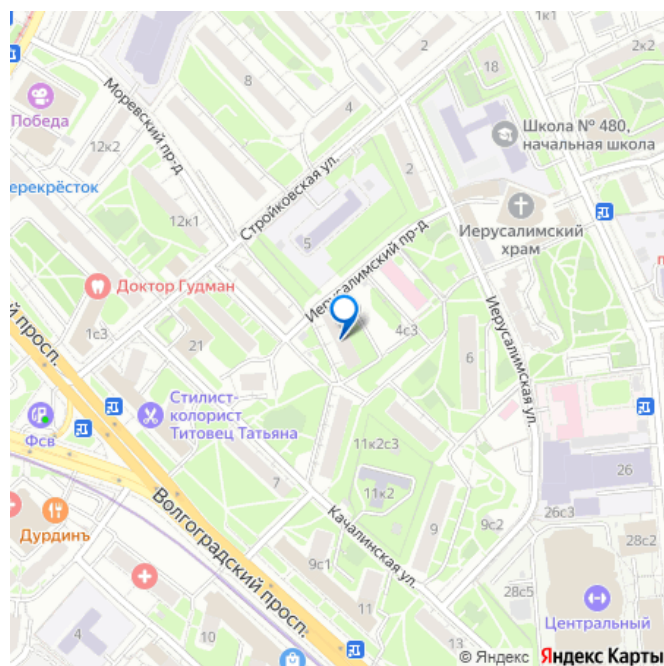 2
2к2
18
8
Победа
Моревский пр-д
4
Школа № 480,
начальная школа
12к2
2
Стройковская ул.
ерекрёсток
12к1
5
Иерусалимский пр-д
Иерусалимский
храм
Доктор Гудман
й просп.
1с3
21
4с3
6
Иерусалимская ул.
Стилист-
колорист
Титовец Татьяна
Фсв
11к2с3
26
7
11к2
Дурдинъ
Волгоградский просп.
Качалинская ул.
9
9с2
26с3
28с2
9с1
28с5
11
Центральный
4
10
13
© Яндекс Яндекс Карты